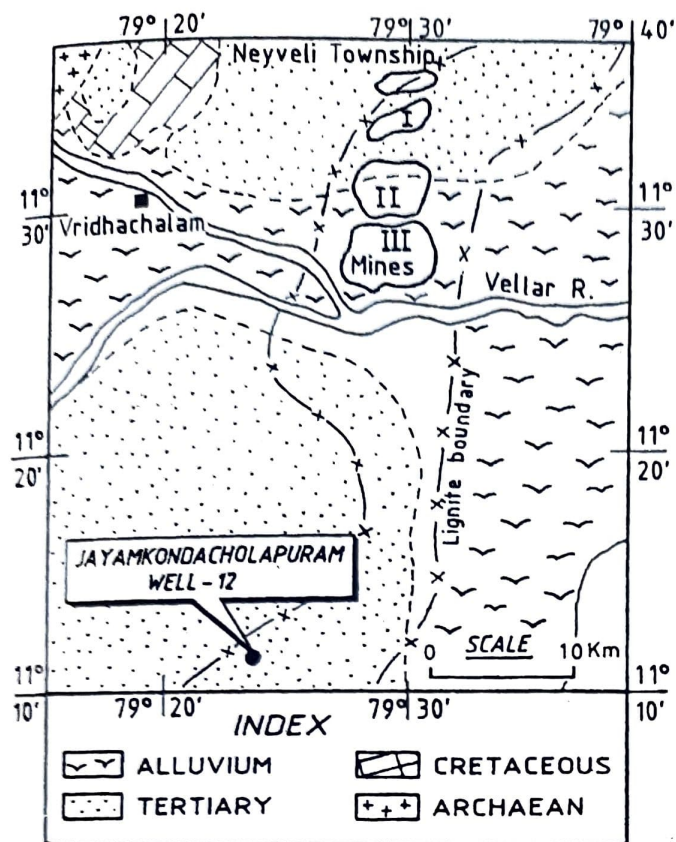 79° 20' 79° 30' 79° 40'
Neyveli Township
I
II
III
Mines
11°
30'
11°
30'
Vridhachalam
Vellar R.
11°
20'
11°
20'
Lignite boundary
JAYAMKONDACHOLAPURAM
WELL-12
SCALE
0 10 Km
11°
10'
11°
10'
79° 20' 79° 30'
INDEX
ALLUVIUM CRETACEOUS
TERTIARY ARCHAEAN